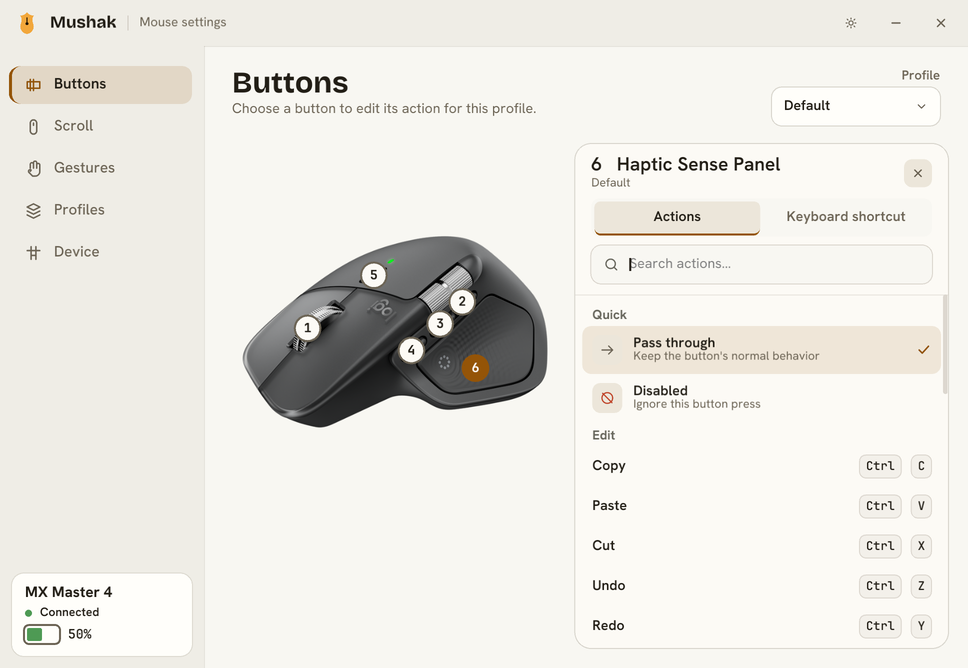 Mushak
Mouse settings
Buttons
Scroll
Gestures
Profiles
Device
MX Master 4
Connected
50%
Buttons
Choose a button to edit its action for this profile.
Profile
Default
1
2
3
4
5
6
logi
6 Haptic Sense Panel
Default
Actions
Keyboard shortcut
Search actions...
Quick
Pass through
Keep the button's normal behavior
Disabled
Ignore this button press
Edit
Copy Ctrl C
Paste Ctrl V
Cut Ctrl X
Undo Ctrl Z
Redo Ctrl Y